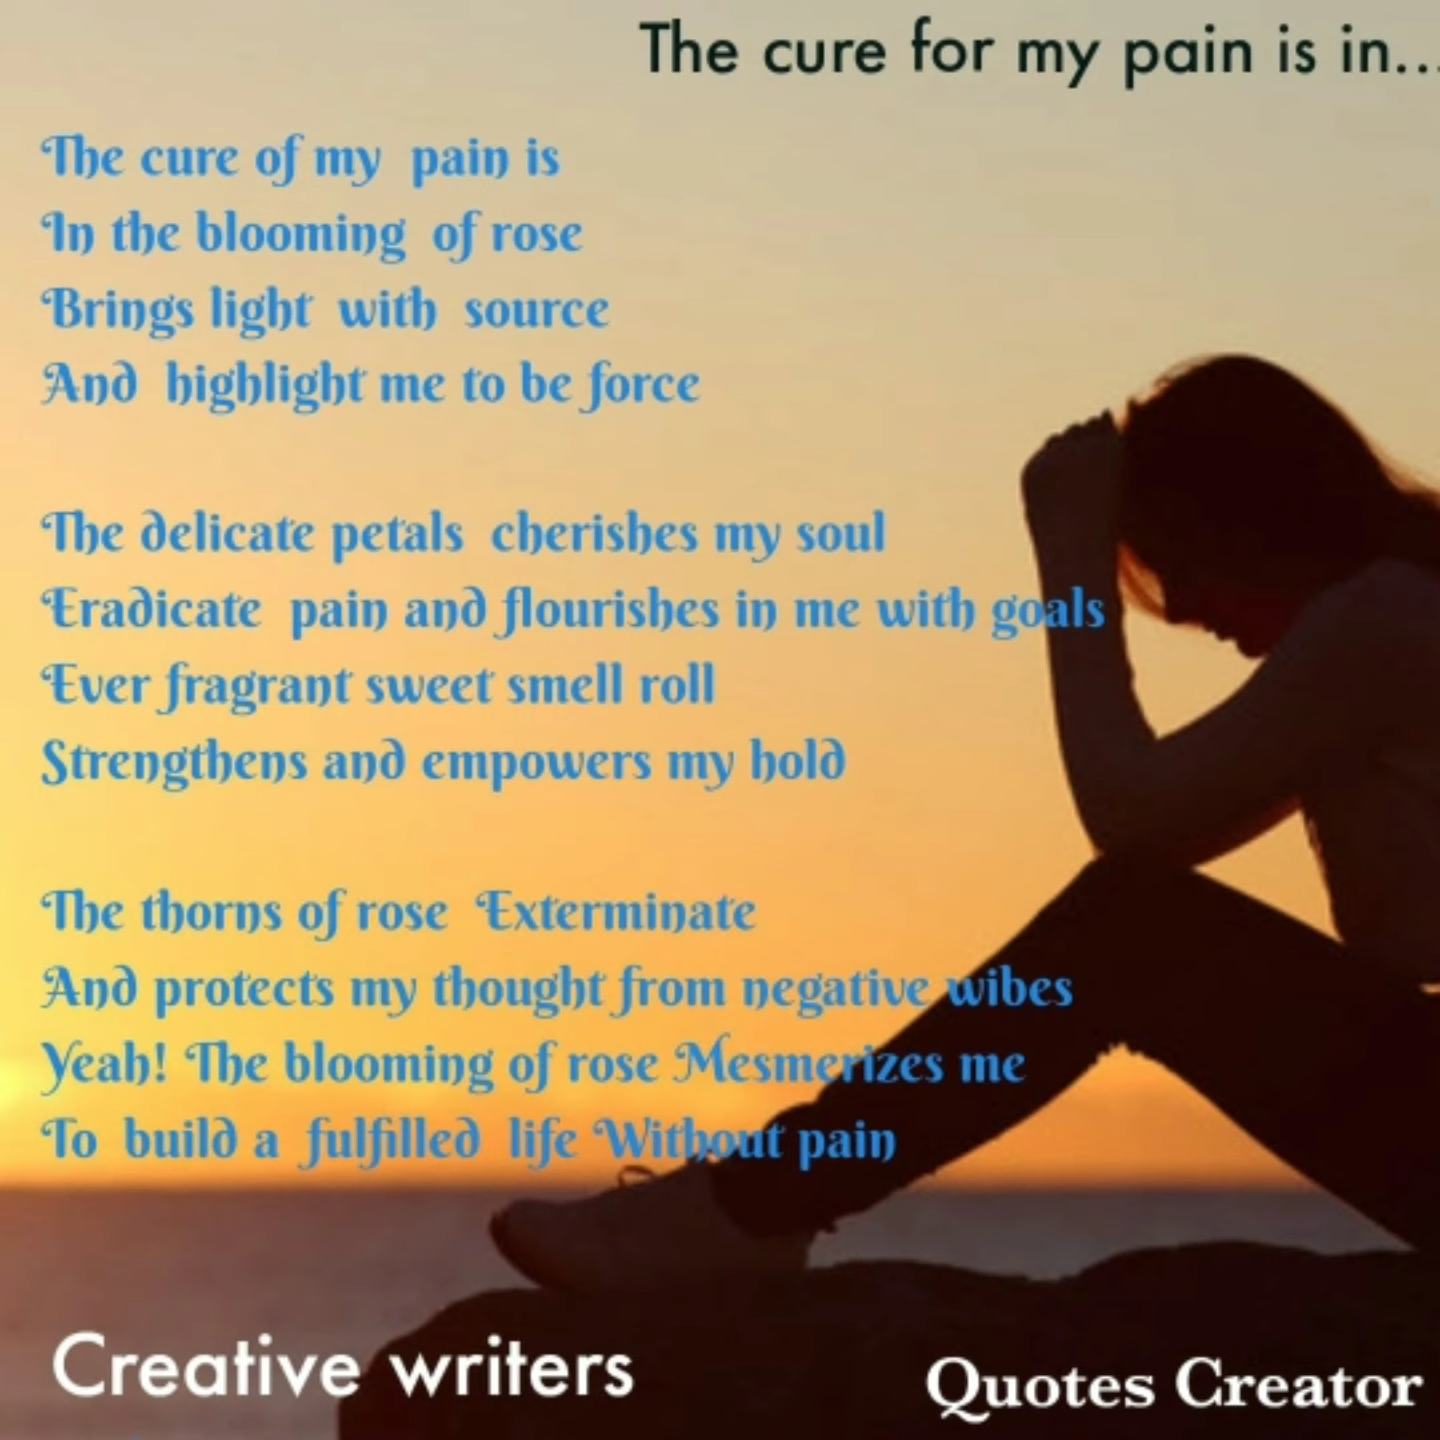 The cure for my pain is in...
The cure of my pain is
In the blooming of rose
Brings light with source
And highlight me to be force
The delicate petals cherishes my soul
Eradicate pain and flourishes in me with goals
Ever fragrant sweet smell roll
Strengthens and empowers my hold
The thorns of rose Exterminate
And protects my thought from negative wibes
Yeah! The blooming of rose Mesmerizes me
To build a fulfilled life Without pain
Creative writers
Quotes Creator